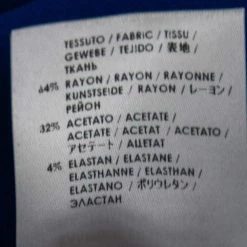 TESSUTO / FABRIC / TISSU /
GEWEBE / TEJIDO / 表地 /
ТКАНЬ
64% RAYON / RAYON / RAYONNE /
KUNSTSEIDE / RAYON / レーヨン /
РЕЙОН
32% ACETATO / ACETATE /
ACETATE / ACETAT / ACETATO /
アセテート / АЦЕТАТ
4% ELASTAN / ELASTANE /
ELASTHANNE / ELASTHAN /
ELASTANO / ポリウレタン /
ЭЛАСТАН